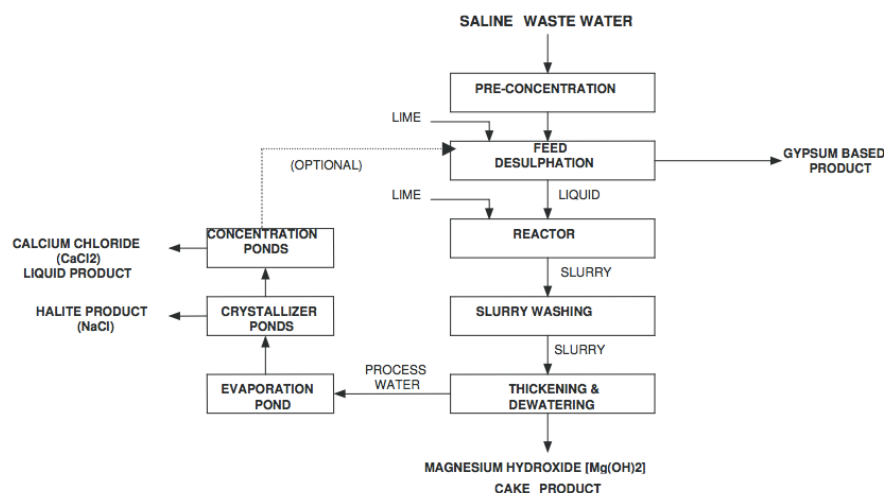 SALINE WASTE WATER
PRE-CONCENTRATION
LIME
FEED
DESULPHATION
(OPTIONAL)
GYPSUM BASED
PRODUCT
LIQUID
LIME
REACTOR
CONCENTRATION
PONDS
CALCIUM CHLORIDE
(CaCl2)
LIQUID PRODUCT
SLURRY
HALITE PRODUCT
(NaCl)
CRYSTALLIZER
PONDS
SLURRY WASHING
SLURRY
PROCESS
WATER
EVAPORATION
POND
THICKENING &
DEWATERING
MAGNESIUM HYDROXIDE [Mg(OH)2]
CAKE PRODUCT